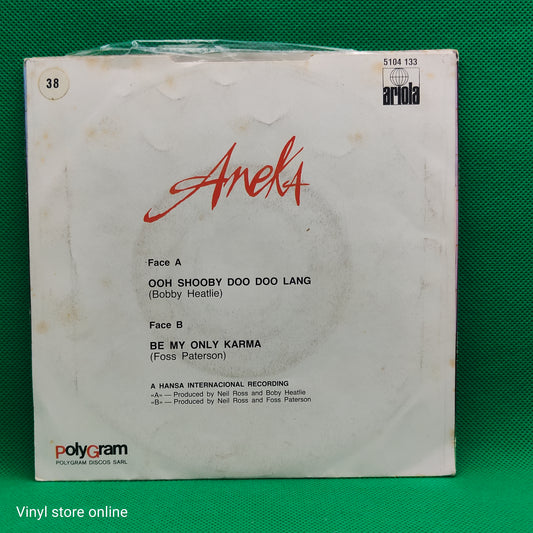 38
5104 133
ariola
Aneka
Face A
OOH SHOOBY DOO DOO LANG
(Bobby Heatlie)
Face B
BE MY ONLY KARMA
(Foss Paterson)
A HANSA INTERNACIONAL RECORDING
«A» — Produced by Neil Ross and Boby Heatlie
«B» — Produced by Neil Ross and Foss Paterson
PolyGram
POLYGRAM DISCOS SARL
Vinyl store online